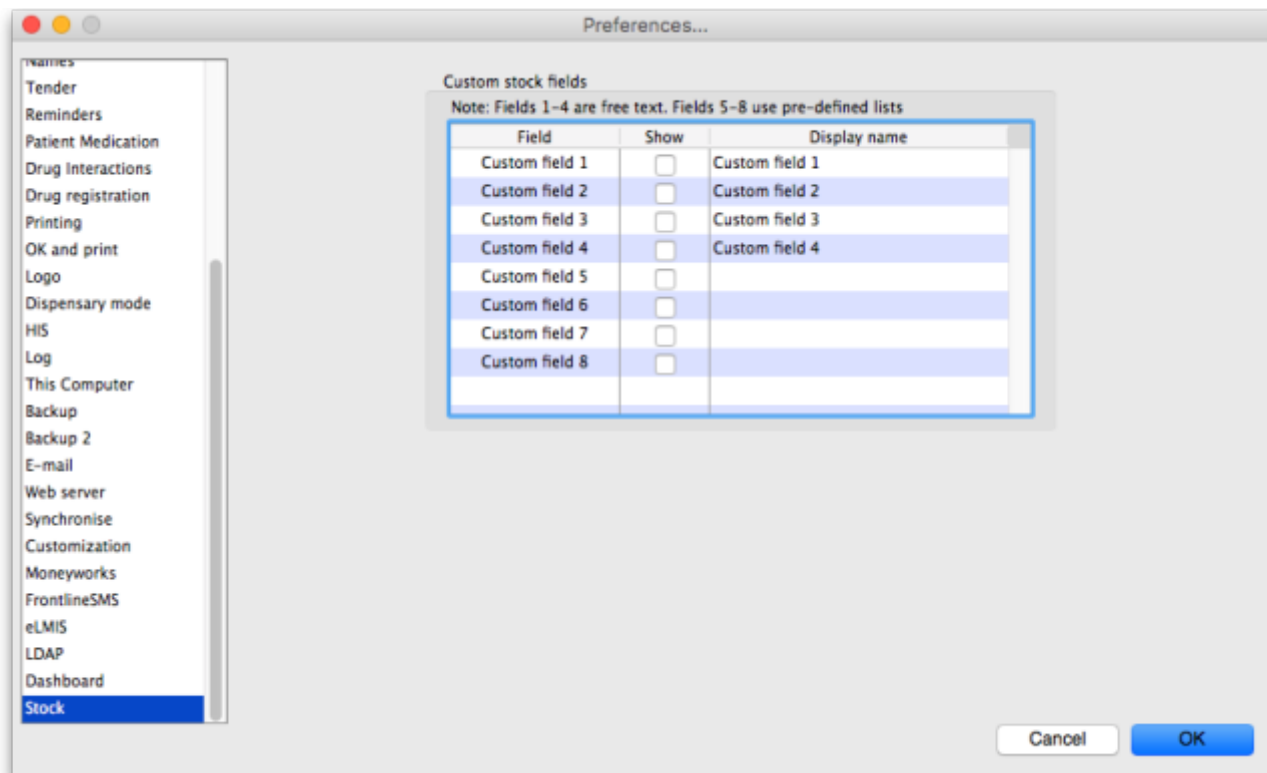 Preferences...
Names
Tender
Reminders
Patient Medication
Drug Interactions
Drug registration
Printing
OK and print
Logo
Dispensary mode
HIS
Log
This Computer
Backup
Backup 2
E-mail
Web server
Synchronise
Customization
Moneyworks
FrontlineSMS
eLMIS
LDAP
Dashboard
Stock
Custom stock fields
Note: Fields 1-4 are free text. Fields 5-8 use pre-defined lists
Field Show Display name
Custom field 1 Custom field 1
Custom field 2 Custom field 2
Custom field 3 Custom field 3
Custom field 4 Custom field 4
Custom field 5
Custom field 6
Custom field 7
Custom field 8
Cancel OK